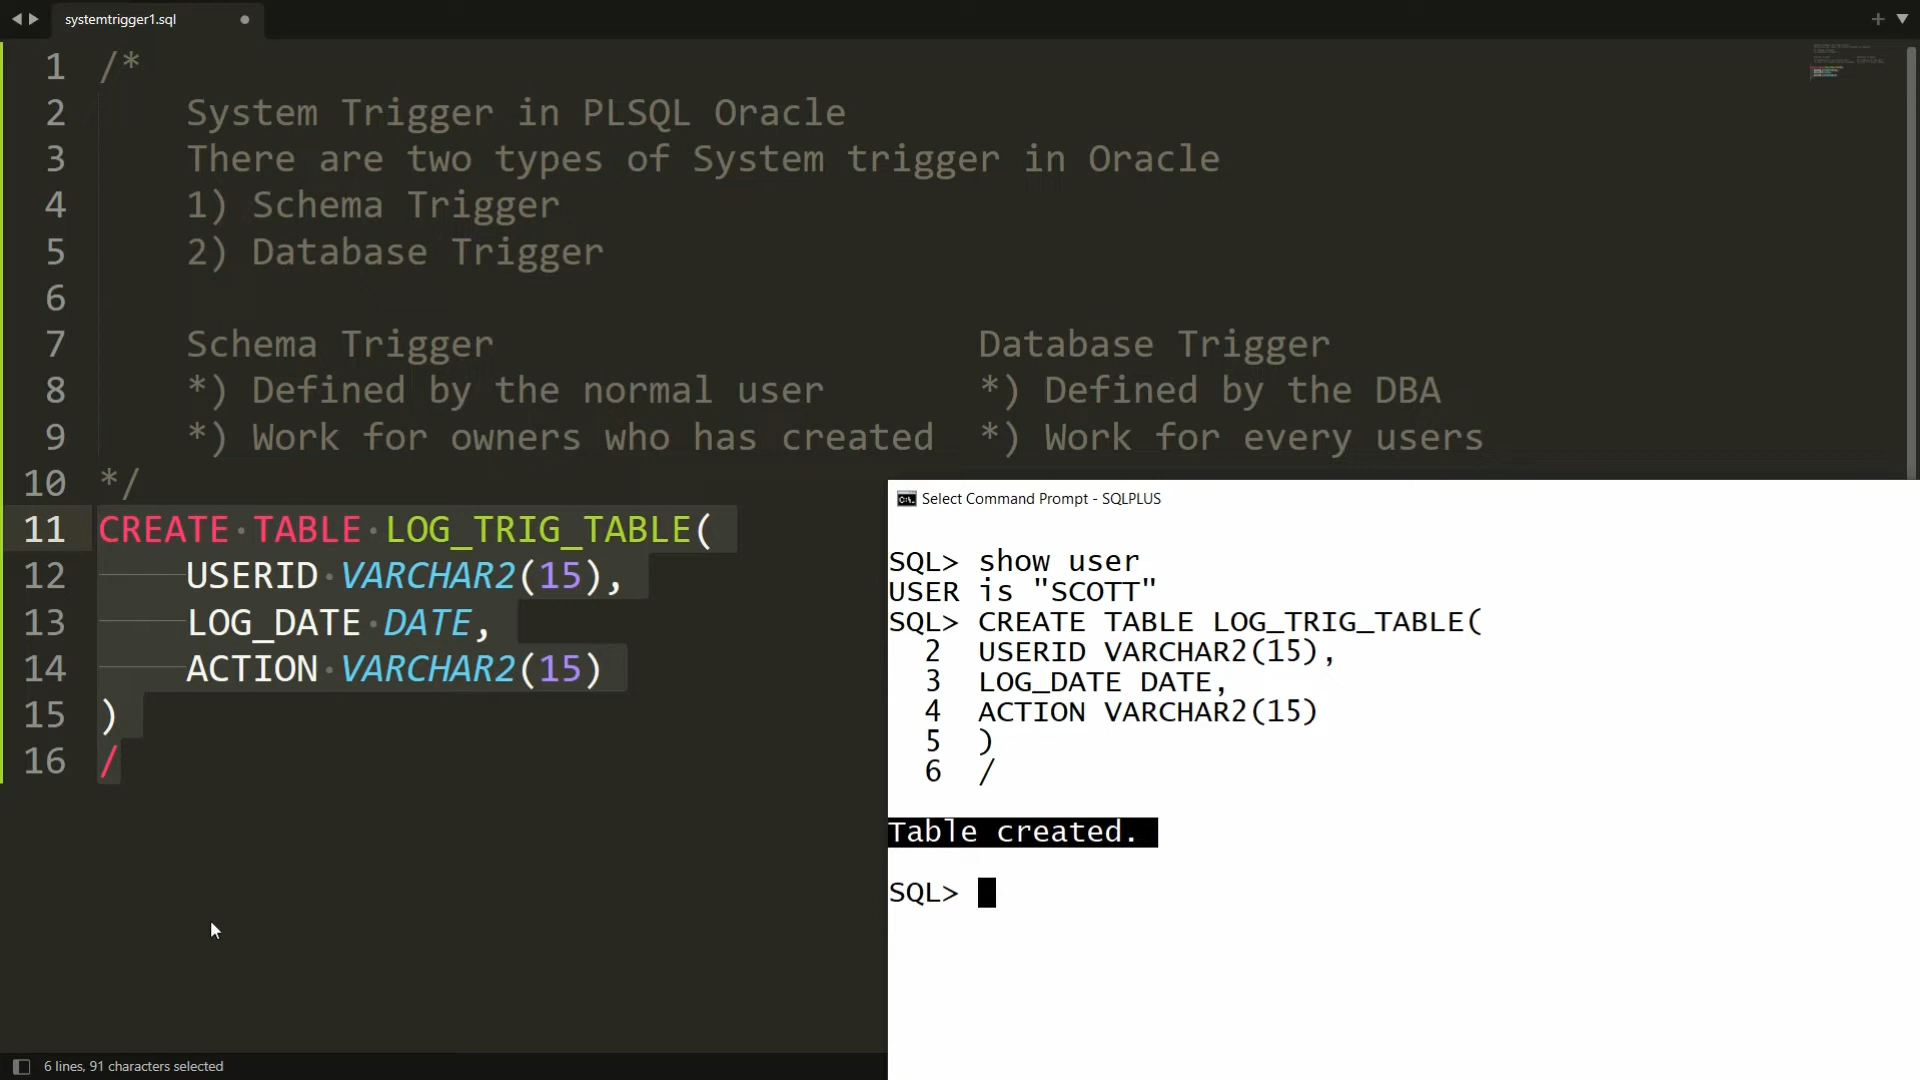 systemtrigger1.sql
1 /*
2 System Trigger in PLSQL Oracle
3 There are two types of System trigger in Oracle
4 1) Schema Trigger
5 2) Database Trigger
6
7 Schema Trigger Database Trigger
8 *) Defined by the normal user *) Defined by the DBA
9 *) Work for owners who has created *) Work for every users
10 */
11 CREATE TABLE LOG_TRIG_TABLE(
12 USERID VARCHAR2(15),
13 LOG_DATE DATE,
14 ACTION VARCHAR2(15)
15 )
16 /
Select Command Prompt - SQLPLUS
SQL> show user
USER is "SCOTT"
SQL> CREATE TABLE LOG_TRIG_TABLE(
2 USERID VARCHAR2(15),
3 LOG_DATE DATE,
4 ACTION VARCHAR2(15)
5 )
6 /
Table created.
SQL>
6 lines, 91 characters selected